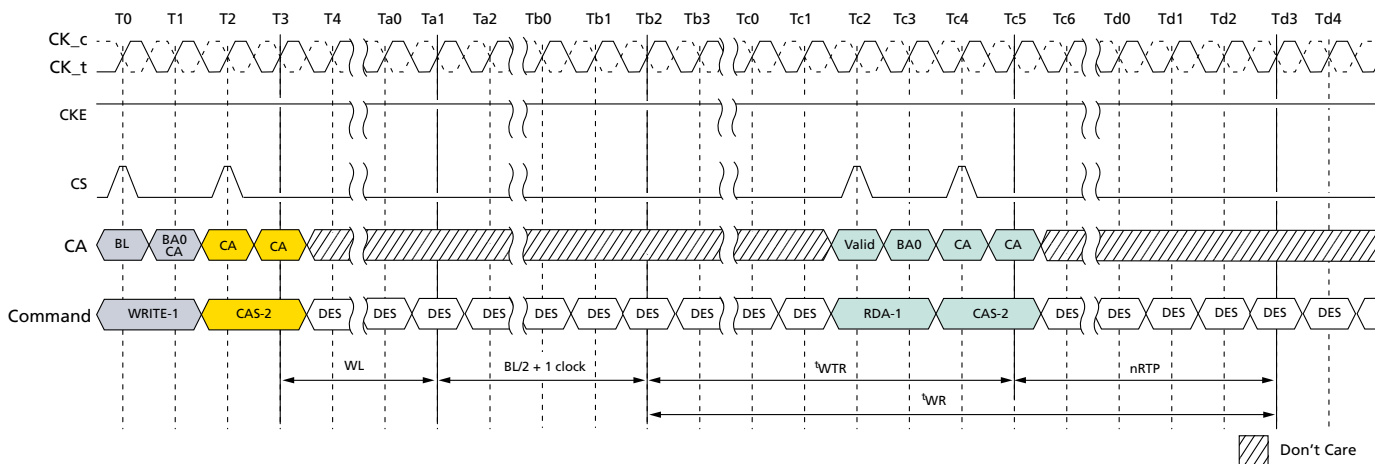 T0 T1 T2 T3 T4 Ta0 Ta1 Ta2 Tb0 Tb1 Tb2 Tb3 Tc0 Tc1 Tc2 Tc3 Tc4 Tc5 Tc6 Td0 Td1 Td2 Td3 Td4
CK_c
CK_t
CKE
CS
CA BL BA0 CA CA CA Valid BA0 CA CA
Command WRITE-1 CAS-2 DES DES DES DES DES DES DES DES DES DES RDA-1 CAS-2 DES DES DES DES DES DES
WL BL/2 + 1 clock tWTR nRTP
tWR
Don't Care